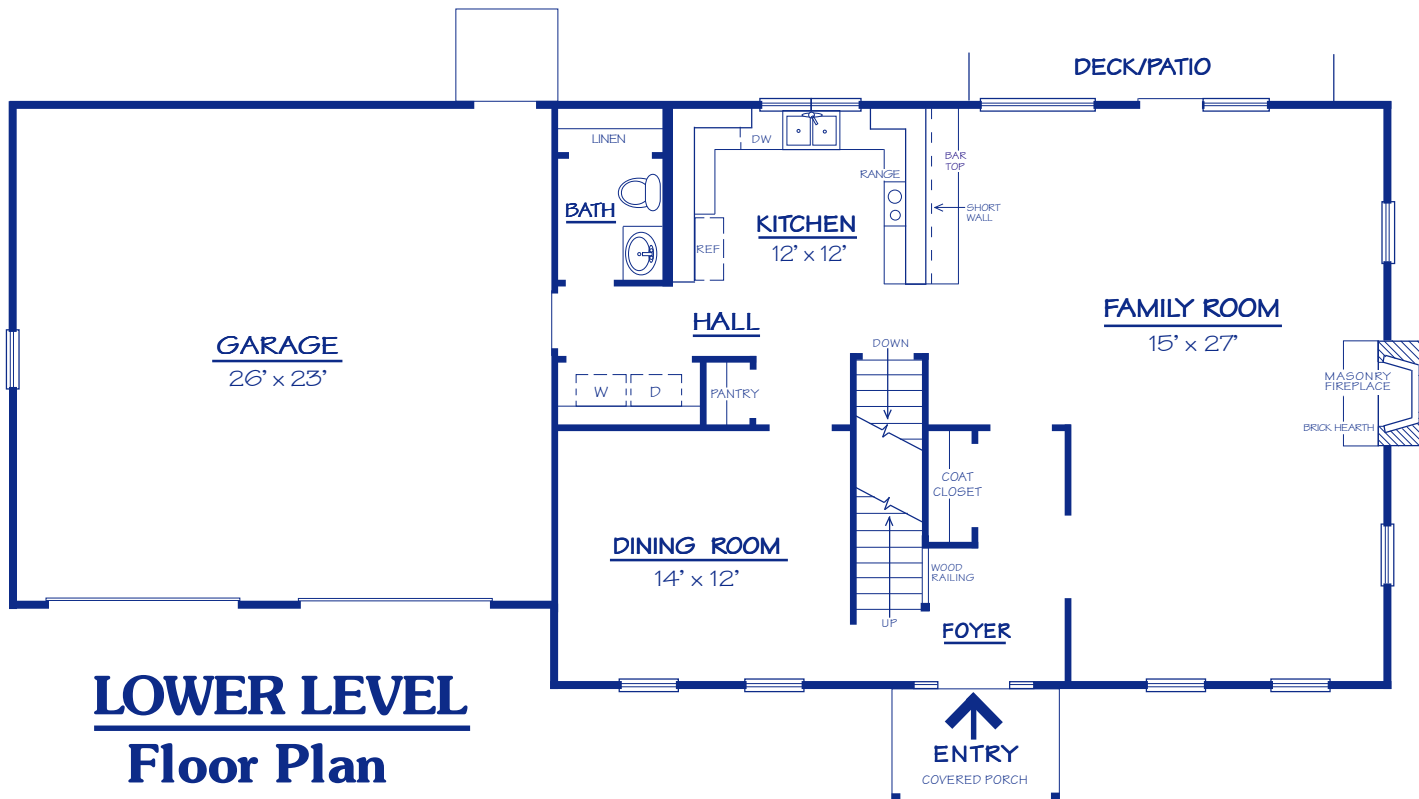 DECK/PATIO
LINEN
DW
BAR
TOP
RANGE
BATH
SHORT
WALL
KITCHEN
12' x 12'
REF
HALL
FAMILY ROOM
15' x 27'
GARAGE
26' x 23'
DOWN
MASONRY
FIREPLACE
W
D
PANTRY
BRICK HEARTH
COAT
CLOSET
DINING ROOM
14' x 12'
WOOD
RAILING
UP
FOYER
LOWER LEVEL
Floor Plan
ENTRY
COVERED PORCH